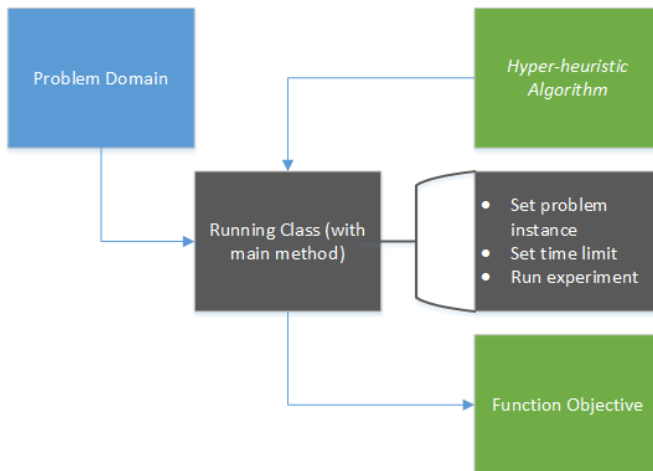 Problem Domain
Hyper-heuristic
Algorithm
Running Class (with
main method)
• Set problem
instance
• Set time limit
• Run experiment
Function Objective